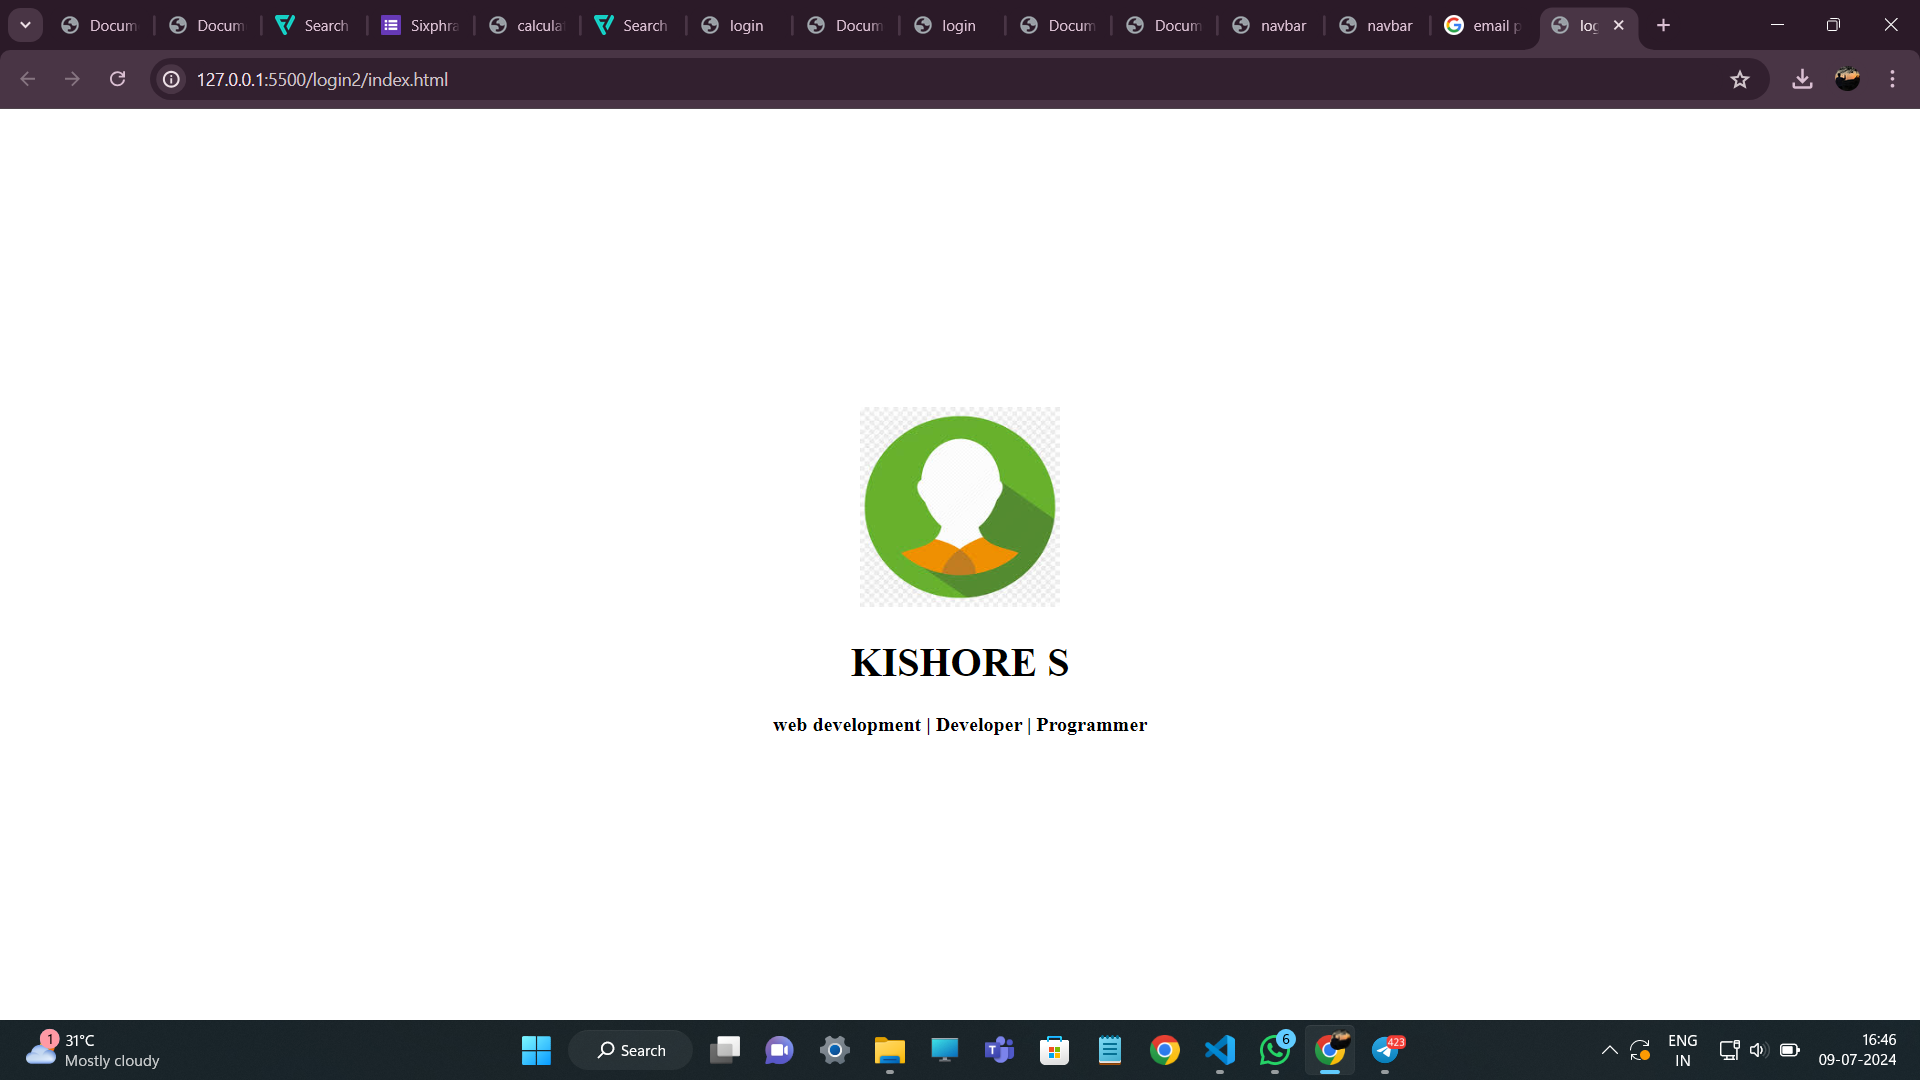 Docum
Docum
Search
Sixphra
calcula
Search
login
Docum
login
Docum
Docum
navbar
navbar
email p
log
127.0.0.1:5500/login2/index.html
KISHORE S
web development | Developer | Programmer
1
31°C
Mostly cloudy
Search
6
423
ENG
IN
16:46
09-07-2024